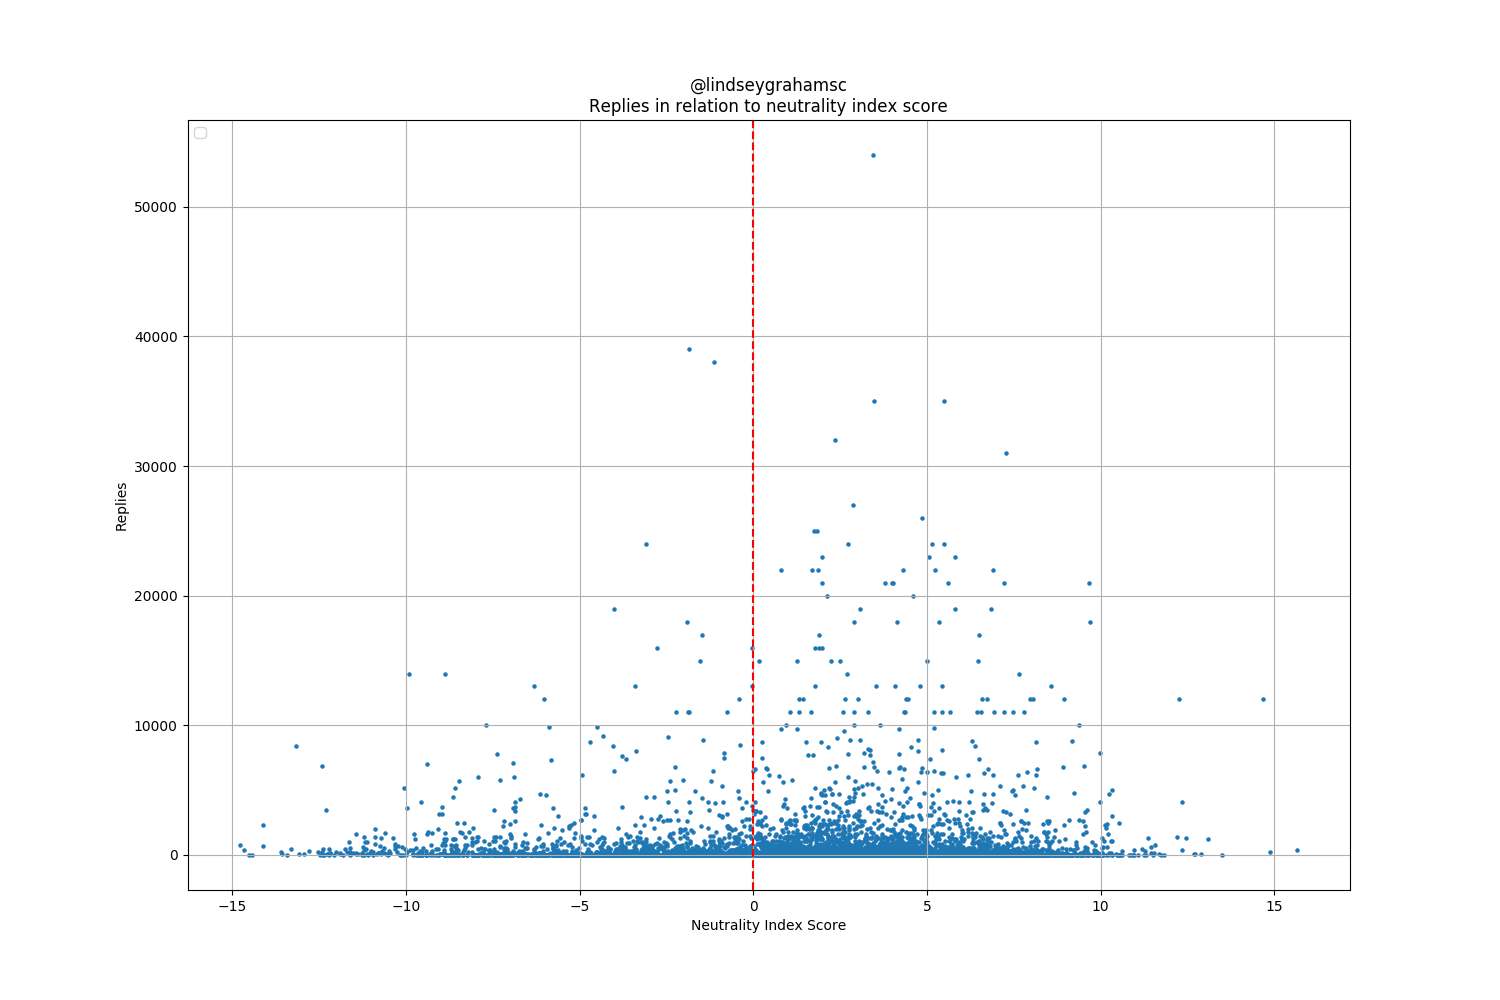 @lindseygrahamsc
Replies in relation to neutrality index score
50000
40000
30000
20000
10000
0
Replies
−15 −10 −5 0 5 10 15
Neutrality Index Score